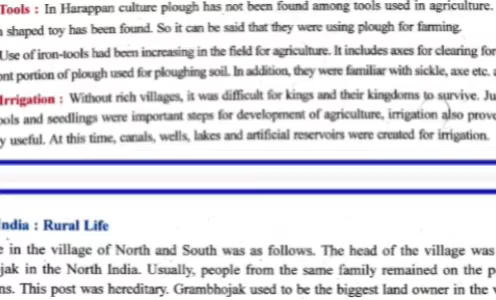 Tools : In Harappan culture plough has not been found among tools used in agriculture.
shaped toy has been found. So it can be said that they were using plough for farming.
Use of iron-tools had been increasing in the field for agriculture. It includes axes for clearing for
ont portion of plough used for ploughing soil. In addition, they were familiar with sickle, axe etc.
Irrigation : Without rich villages, it was difficult for kings and their kingdoms to survive. Ju
ools and seedlings were important steps for development of agriculture, irrigation also prove
y useful. At this time, canals, wells, lakes and artificial reservoirs were created for irrigation.
ndia : Rural Life
e in the village of North and South was as follows. The head of the village was
jak in the North India. Usually, people from the same family remained on the p
ns. This post was hereditary. Grambhojak used to be the biggest land owner in the v